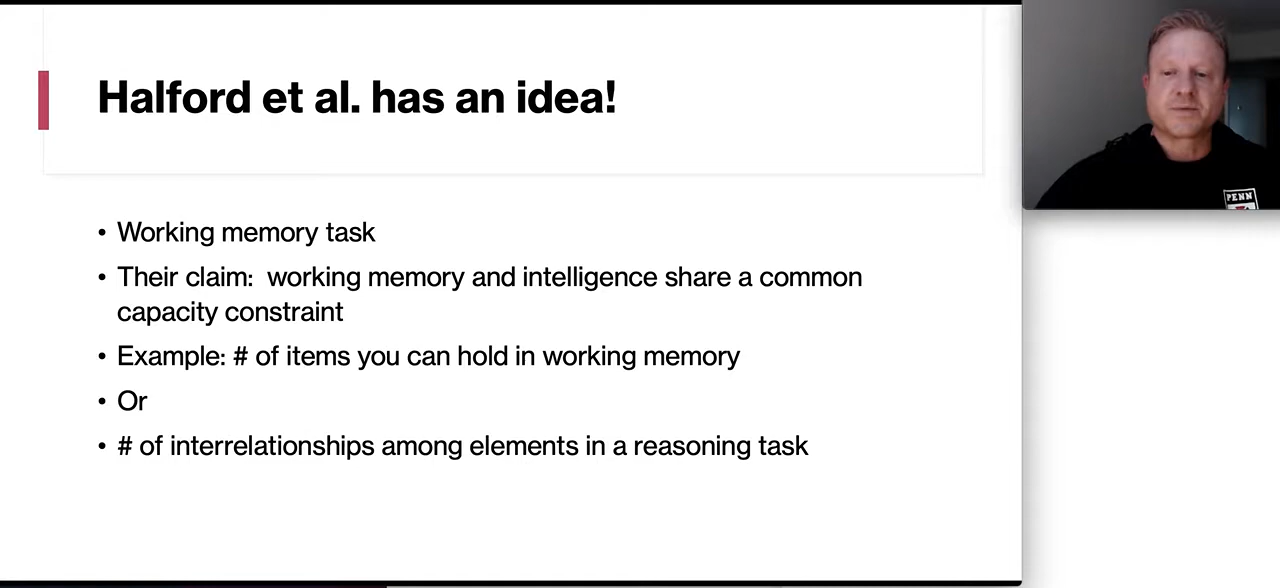 Halford et al. has an idea!
• Working memory task
• Their claim:  working memory and intelligence share a common
capacity constraint
• Example: # of items you can hold in working memory
• Or
• # of interrelationships among elements in a reasoning task
PENN